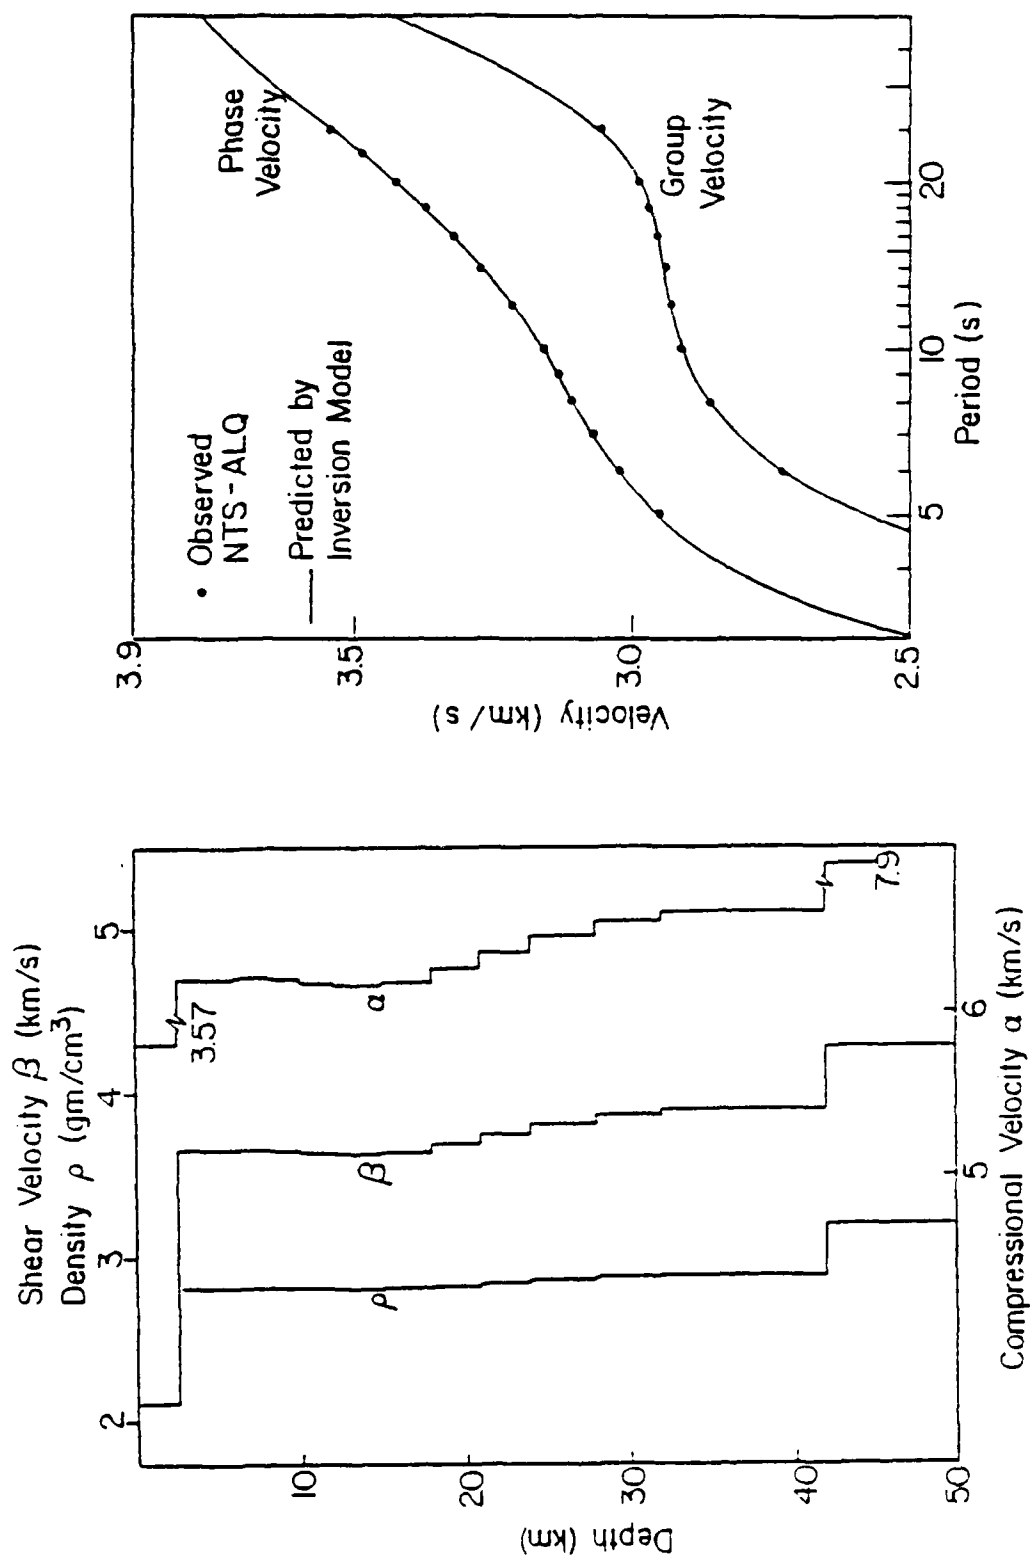 Shear Velocity β (km/s)
Density ρ (gm/cm³)
2
3
4
5
Depth (km)
10
20
30
40
50
3.57
α
β
ρ
7.9
5
6
Compressional Velocity α (km/s)
3.9
3.5
3.0
2.5
Velocity (km/s)
• Observed
NTS-ALQ
— Predicted by
Inversion Model
Phase
Velocity
Group
Velocity
5
10
20
Period (s)